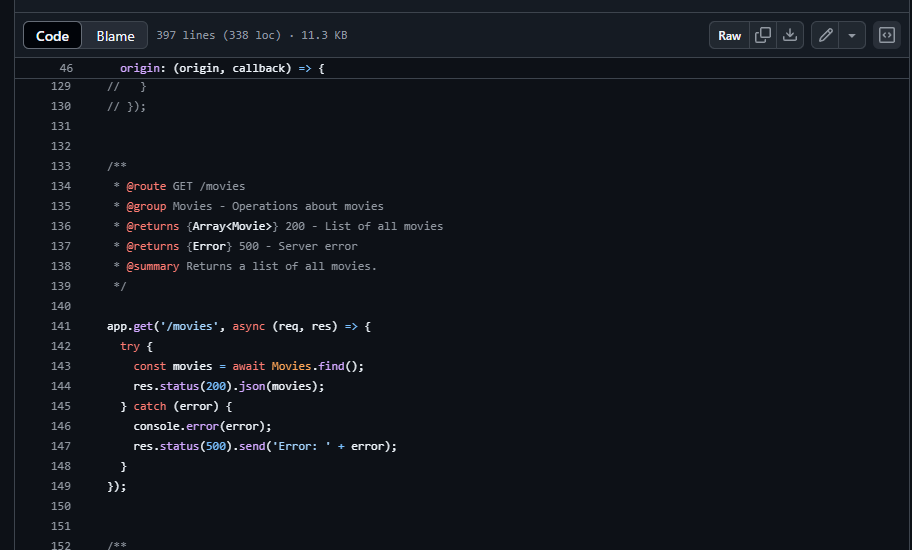 Code Blame 397 lines (338 loc) · 11.3 KB Raw
46 origin: (origin, callback) => {
129 //   }
130 // });
131
132
133 /**
134  * @route GET /movies
135  * @group Movies - Operations about movies
136  * @returns {Array<Movie>} 200 - List of all movies
137  * @returns {Error} 500 - Server error
138  * @summary Returns a list of all movies.
139  */
140
141 app.get('/movies', async (req, res) => {
142   try {
143     const movies = await Movies.find();
144     res.status(200).json(movies);
145   } catch (error) {
146     console.error(error);
147     res.status(500).send('Error: ' + error);
148   }
149 });
150
151
152 /**